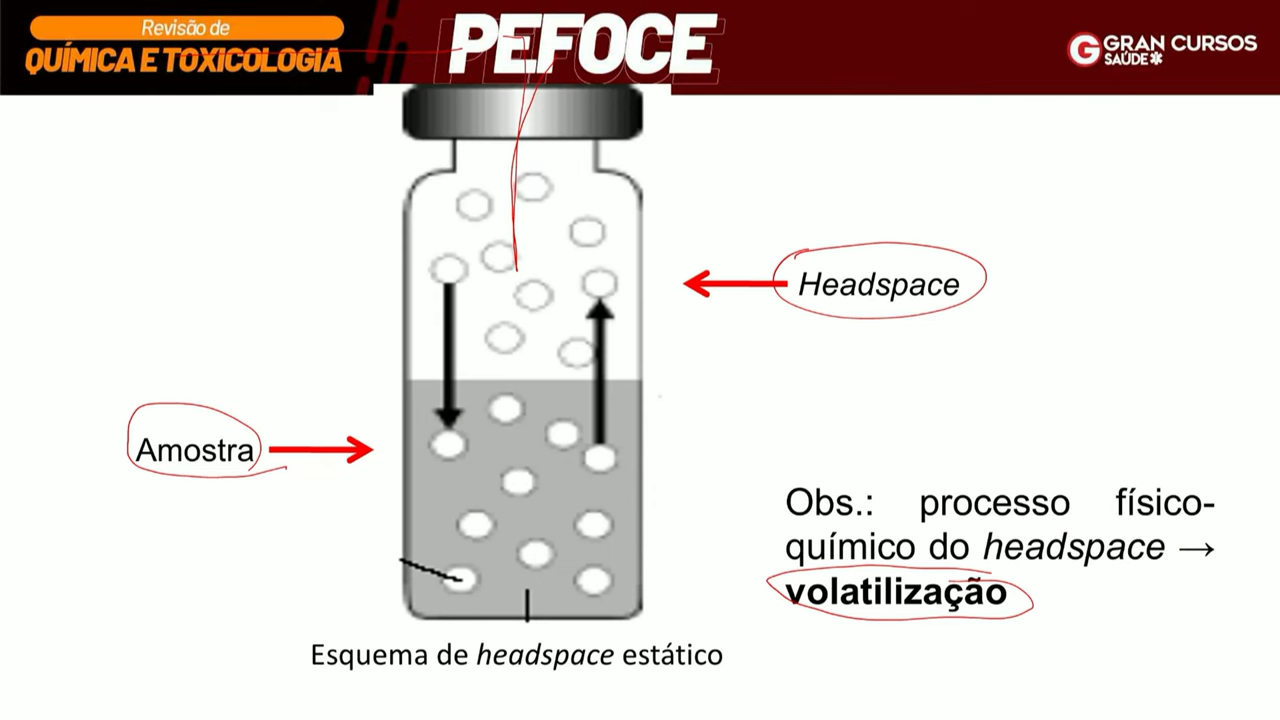 Revisão de
QUÍMICA E TOXICOLOGIA
PEFOCE
GRAN CURSOS
SAÚDE
Headspace
Amostra
Obs.: processo físico-
químico do headspace →
volatilização
Esquema de headspace estático